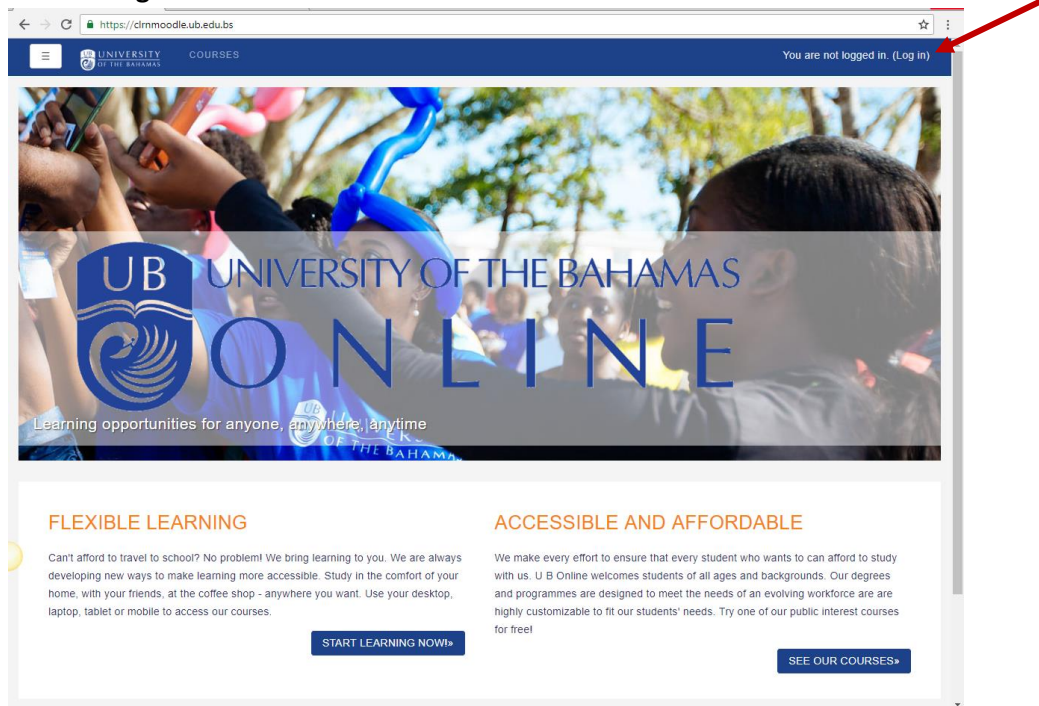 https://clrnmoodle.ub.edu.bs
UNIVERSITY
OF THE BAHAMAS
COURSES
You are not logged in. (Log in)
UB
UNIVERSITY OF THE BAHAMAS
ONLINE
Learning opportunities for anyone, anywhere, anytime
UB
OF THE BAHAMA
FLEXIBLE LEARNING
Can't afford to travel to school? No problem! We bring learning to you. We are always
developing new ways to make learning more accessible. Study in the comfort of your
home, with your friends, at the coffee shop - anywhere you want. Use your desktop,
laptop, tablet or mobile to access our courses.
START LEARNING NOW!»
ACCESSIBLE AND AFFORDABLE
We make every effort to ensure that every student who wants to can afford to study
with us. U B Online welcomes students of all ages and backgrounds. Our degrees
and programmes are designed to meet the needs of an evolving workforce are are
highly customizable to fit our students' needs. Try one of our public interest courses
for free!
SEE OUR COURSES»